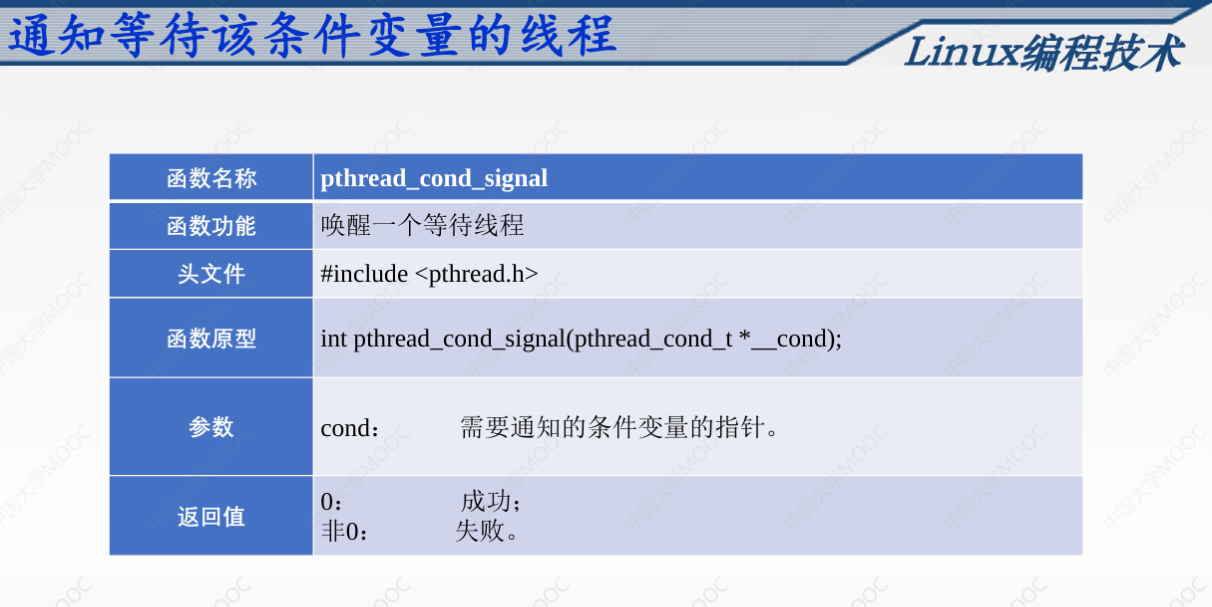 通知等待该条件变量的线程
Linux编程技术
函数名称 pthread_cond_signal
函数功能 唤醒一个等待线程
头文件 #include <pthread.h>
函数原型 int pthread_cond_signal(pthread_cond_t *__cond);
参数 cond： 需要通知的条件变量的指针。
返回值 0： 成功；
非0： 失败。
中国大学MOOC